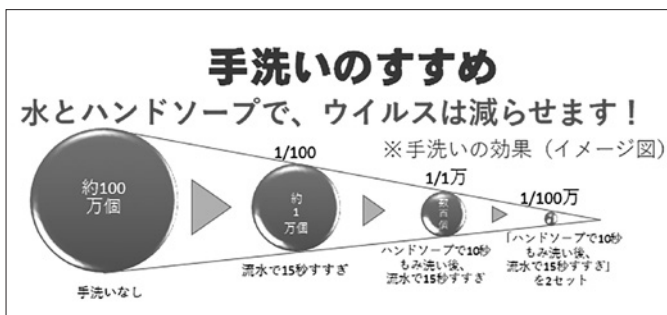 手洗いのすすめ
水とハンドソープで、ウイルスは減らせます！
※手洗いの効果（イメージ図）
約100
万個
手洗いなし
1/100
約
1
万個
流水で15秒すすぎ
1/1万
数
百
個
ハンドソープで10秒
もみ洗い後、
流水で15秒すすぎ
1/100万
「ハンドソープで10秒
もみ洗い後、
流水で15秒すすぎ」
を2セット